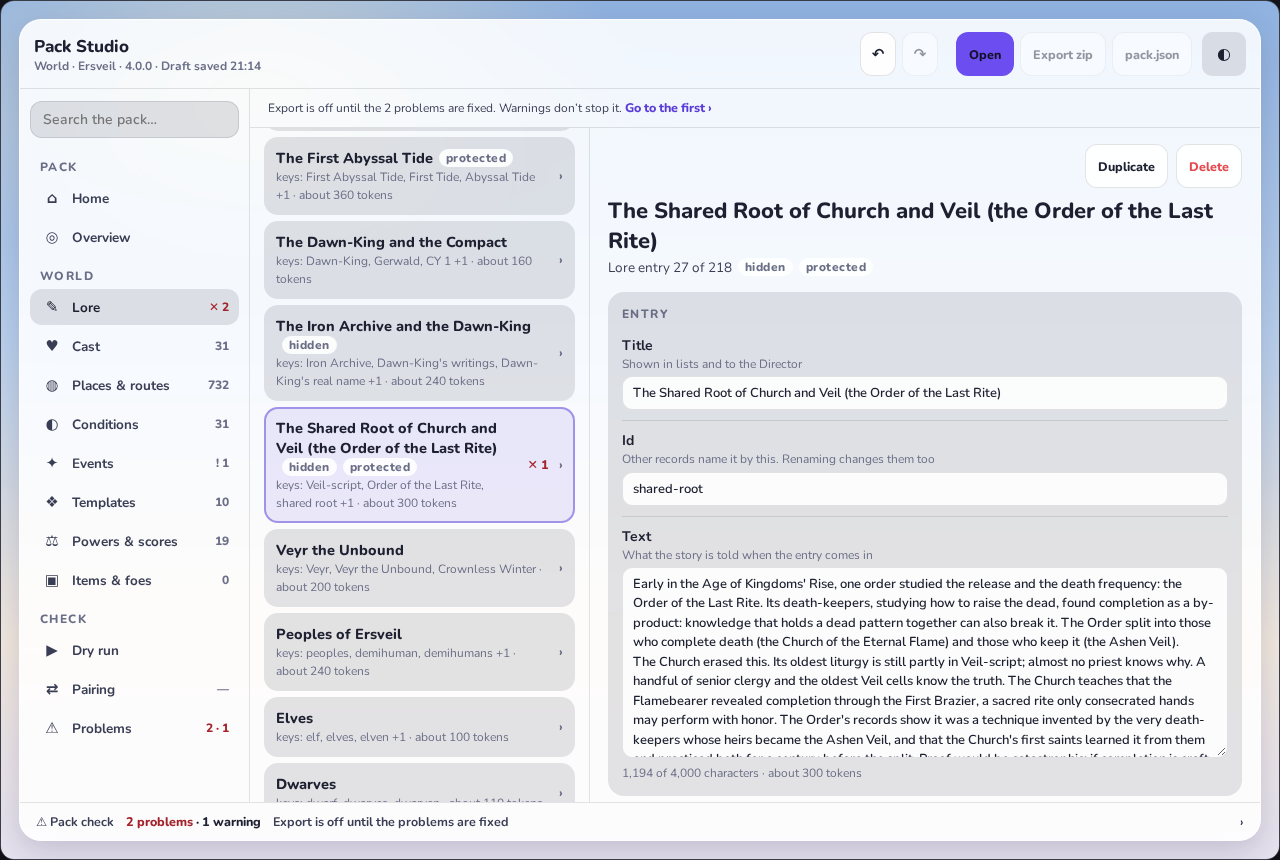 Pack Studio
World · Ersveil · 4.0.0 · Draft saved 21:14
↶
↷
Open
Export zip
pack.json
◐
Search the pack…
PACK
⌂ Home
◎ Overview
WORLD
✎ Lore × 2
♥ Cast 31
◍ Places & routes 732
◐ Conditions 31
✦ Events ! 1
❖ Templates 10
⚖ Powers & scores 19
▣ Items & foes 0
CHECK
▶ Dry run
⇄ Pairing —
⚠ Problems 2 · 1
Export is off until the 2 problems are fixed. Warnings don’t stop it. Go to the first ›
The First Abyssal Tide protected
keys: First Abyssal Tide, First Tide, Abyssal Tide
+1 · about 360 tokens
›
The Dawn-King and the Compact
keys: Dawn-King, Gerwald, CY 1 +1 · about 160
tokens
›
The Iron Archive and the Dawn-King
hidden
keys: Iron Archive, Dawn-King's writings, Dawn-
King's real name +1 · about 240 tokens
›
The Shared Root of Church and
Veil (the Order of the Last Rite)
hidden protected
× 1 ›
keys: Veil-script, Order of the Last Rite,
shared root +1 · about 300 tokens
Veyr the Unbound
keys: Veyr, Veyr the Unbound, Crownless Winter ·
about 200 tokens
›
Peoples of Ersveil
keys: peoples, demihuman, demihumans +1 ·
about 240 tokens
›
Elves
keys: elf, elves, elven +1 · about 100 tokens
›
Dwarves
keys: dwarf, dwarves, dwarven · about 110 tokens
›
Duplicate
Delete
The Shared Root of Church and Veil (the Order of the Last
Rite)
Lore entry 27 of 218 hidden protected
ENTRY
Title
Shown in lists and to the Director
The Shared Root of Church and Veil (the Order of the Last Rite)
Id
Other records name it by this. Renaming changes them too
shared-root
Text
What the story is told when the entry comes in
Early in the Age of Kingdoms' Rise, one order studied the release and the death frequency: the
Order of the Last Rite. Its death-keepers, studying how to raise the dead, found completion as a by-
product: knowledge that holds a dead pattern together can also break it. The Order split into those
who complete death (the Church of the Eternal Flame) and those who keep it (the Ashen Veil).
The Church erased this. Its oldest liturgy is still partly in Veil-script; almost no priest knows why. A
handful of senior clergy and the oldest Veil cells know the truth. The Church teaches that the
Flamebearer revealed completion through the First Brazier, a sacred rite only consecrated hands
may perform with honor. The Order's records show it was a technique invented by the very death-
keepers whose heirs became the Ashen Veil, and that the Church's first saints learned it from them
1,194 of 4,000 characters · about 300 tokens
⚠ Pack check 2 problems · 1 warning Export is off until the problems are fixed ›